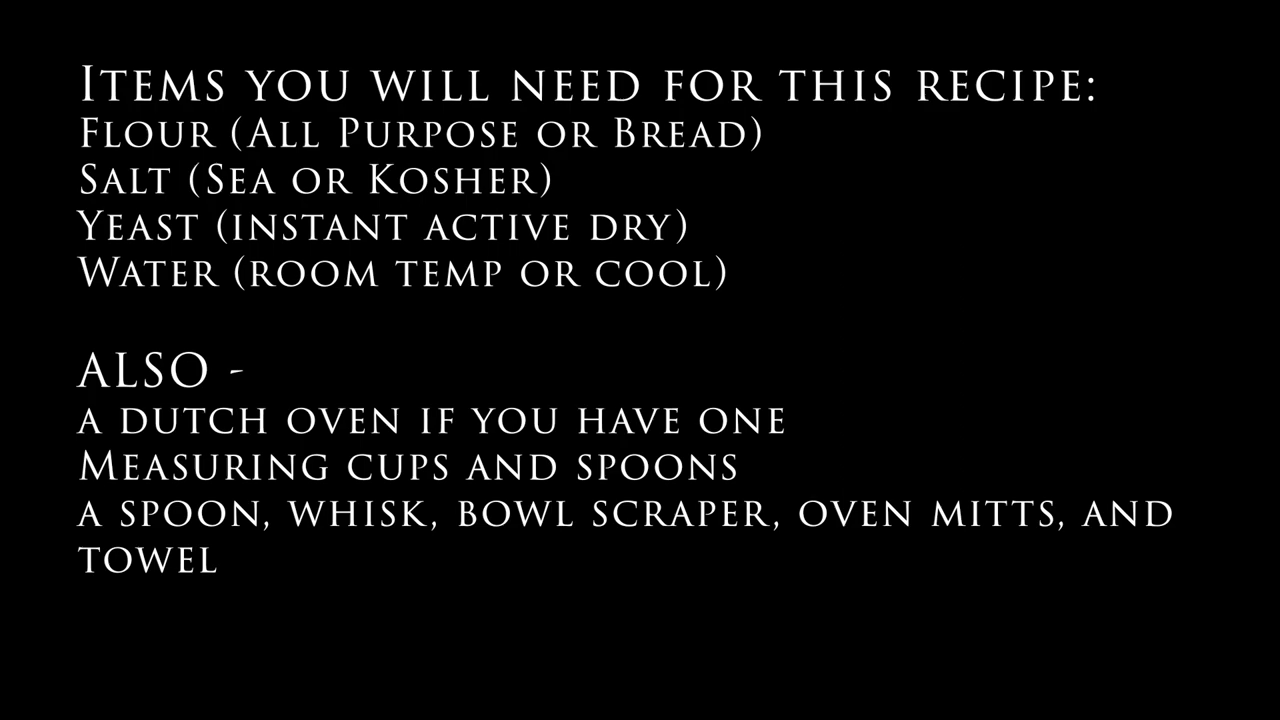 Items you will need for this recipe:
Flour (All Purpose or Bread)
Salt (Sea or Kosher)
Yeast (instant active dry)
Water (room temp or cool)
ALSO -
a dutch oven if you have one
Measuring cups and spoons
a spoon, whisk, bowl scraper, oven mitts, and
towel